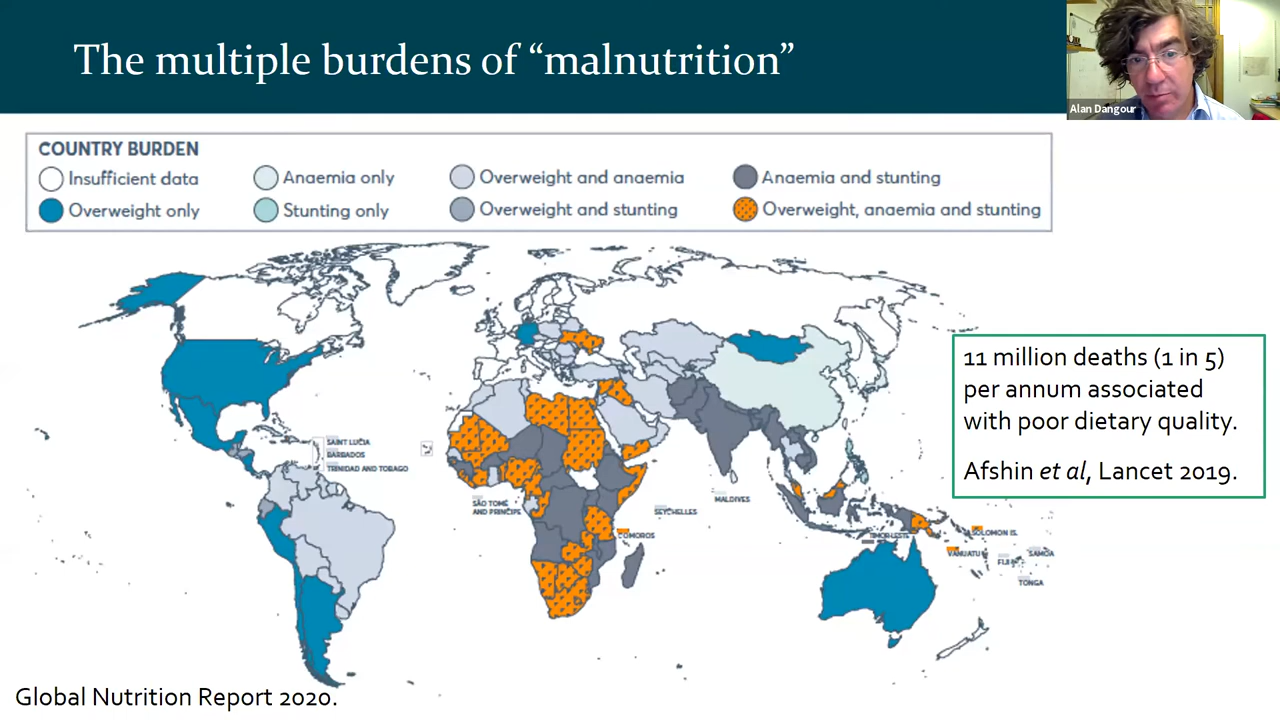 The multiple burdens of “malnutrition”
Alan Dangour
COUNTRY BURDEN
Insufficient data
Anaemia only
Overweight and anaemia
Anaemia and stunting
Overweight only
Stunting only
Overweight and stunting
Overweight, anaemia and stunting
11 million deaths (1 in 5)
per annum associated
with poor dietary quality.
Afshin et al, Lancet 2019.
SAINT LUCIA
BARBADOS
TRINIDAD AND TOBAGO
SÃO TOMÉ
AND PRÍNCIPE
SEYCHELLES
MALDIVES
COMOROS
TIMOR-LESTE
SOLOMON IS.
VANUATU
FIJI
SAMOA
TONGA
Global Nutrition Report 2020.